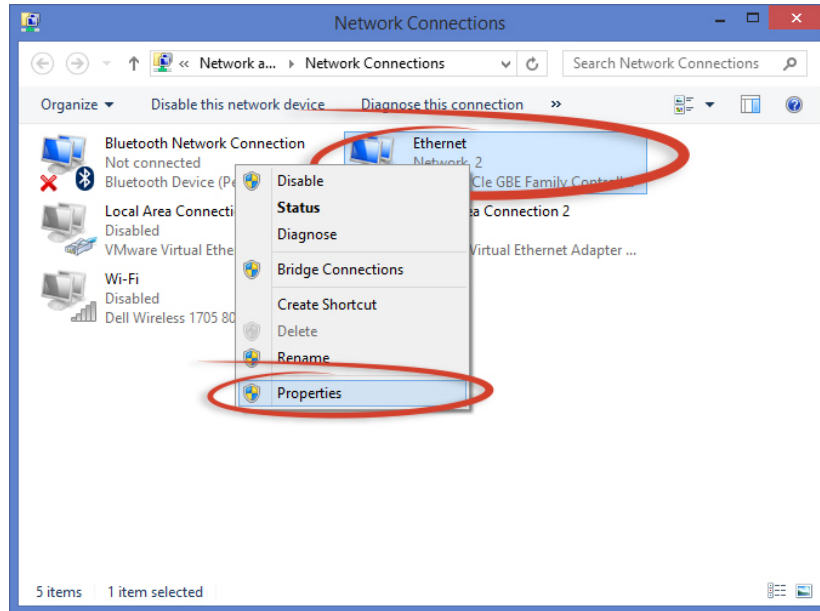 Network Connections
« Network a... Network Connections
Search Network Connections
Organize Disable this network device Diagnose this connection »
Bluetooth Network Connection
Not connected
Bluetooth Device (Pe
Ethernet
Network 2
CIe GBE Family
Local Area Connecti
Disabled
VMware Virtual Ethe
a Connection 2
Virtual Ethernet Adapter ...
Wi-Fi
Disabled
Dell Wireless 1705 80
Disable
Status
Diagnose
Bridge Connections
Create Shortcut
Delete
Rename
Properties
5 items 1 item selected